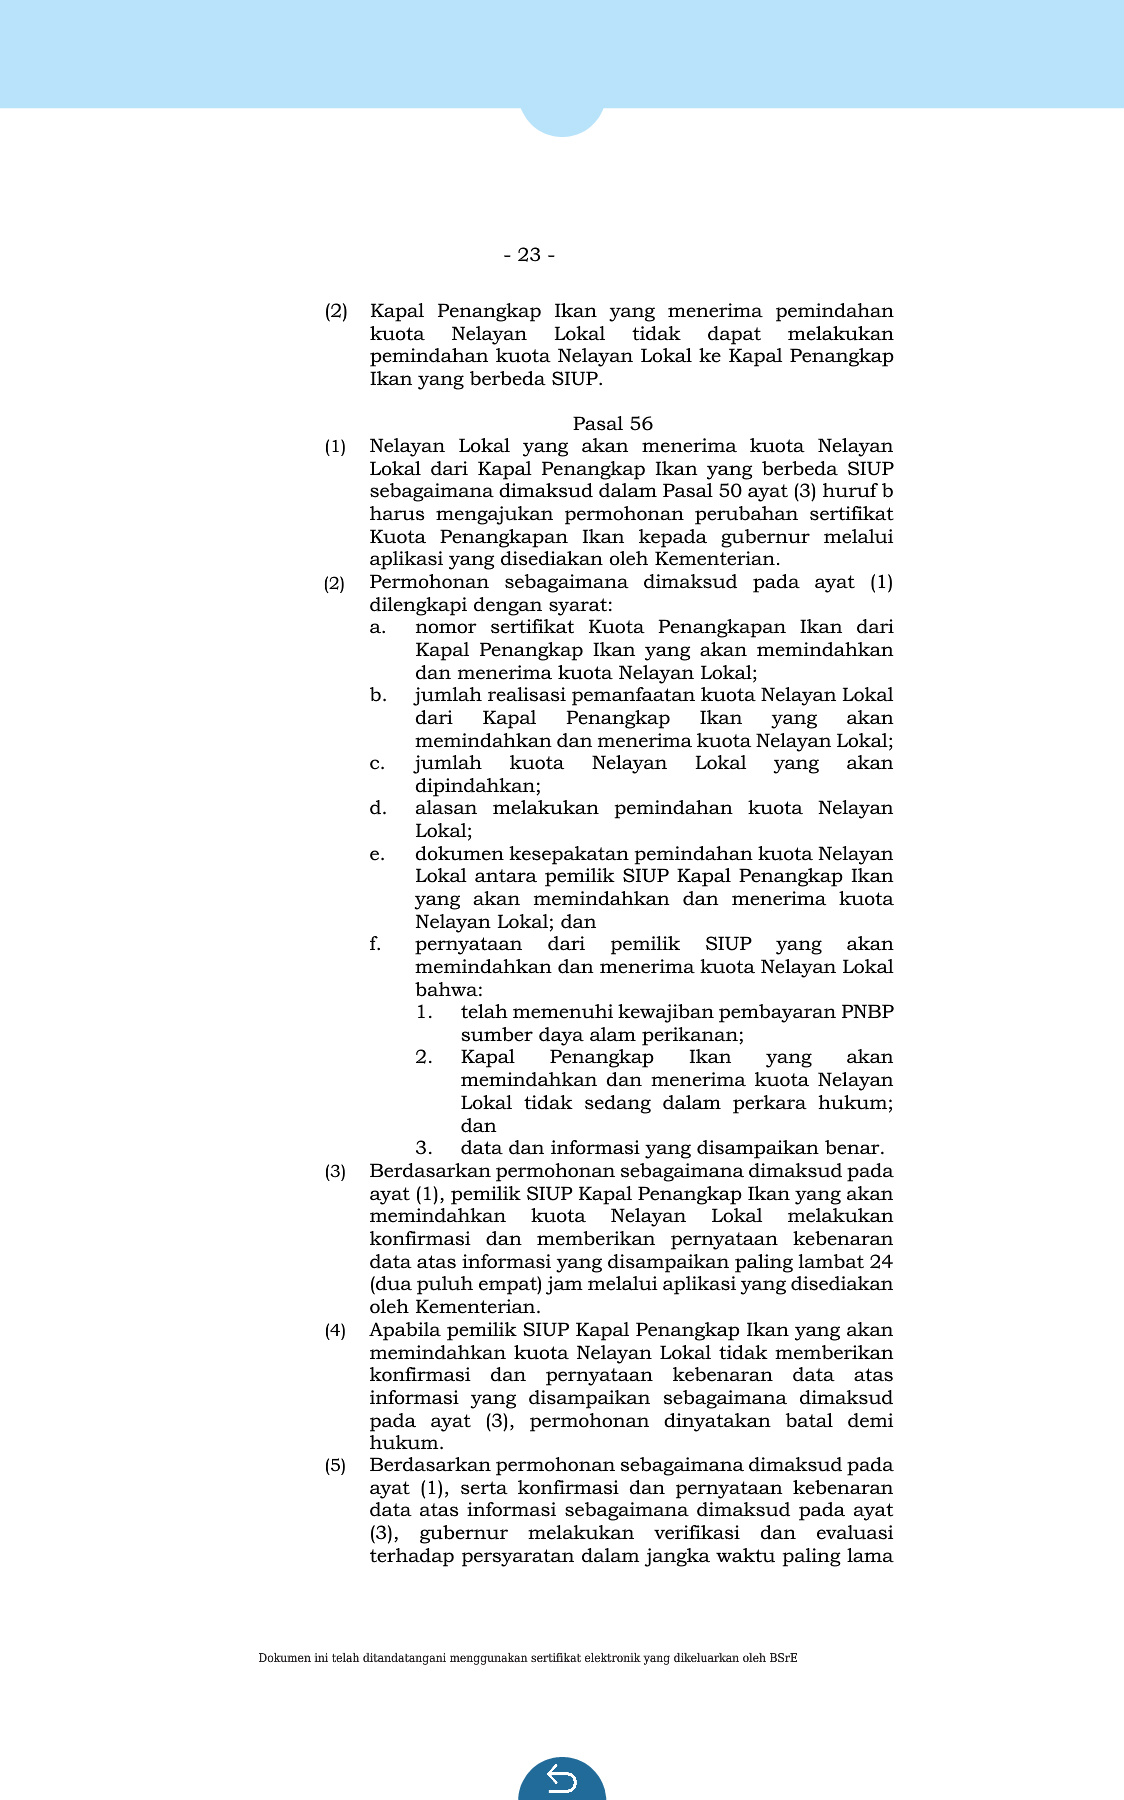 - 23 -
(2) Kapal Penangkap Ikan yang menerima pemindahan
kuota Nelayan Lokal tidak dapat melakukan
pemindahan kuota Nelayan Lokal ke Kapal Penangkap
Ikan yang berbeda SIUP.
Pasal 56
(1) Nelayan Lokal yang akan menerima kuota Nelayan
Lokal dari Kapal Penangkap Ikan yang berbeda SIUP
sebagaimana dimaksud dalam Pasal 50 ayat (3) huruf b
harus mengajukan permohonan perubahan sertifikat
Kuota Penangkapan Ikan kepada gubernur melalui
aplikasi yang disediakan oleh Kementerian.
(2) Permohonan sebagaimana dimaksud pada ayat (1)
dilengkapi dengan syarat:
a. nomor sertifikat Kuota Penangkapan Ikan dari
Kapal Penangkap Ikan yang akan memindahkan
dan menerima kuota Nelayan Lokal;
b. jumlah realisasi pemanfaatan kuota Nelayan Lokal
dari Kapal Penangkap Ikan yang akan
memindahkan dan menerima kuota Nelayan Lokal;
c. jumlah kuota Nelayan Lokal yang akan
dipindahkan;
d. alasan melakukan pemindahan kuota Nelayan
Lokal;
e. dokumen kesepakatan pemindahan kuota Nelayan
Lokal antara pemilik SIUP Kapal Penangkap Ikan
yang akan memindahkan dan menerima kuota
Nelayan Lokal; dan
f. pernyataan dari pemilik SIUP yang akan
memindahkan dan menerima kuota Nelayan Lokal
bahwa:
1. telah memenuhi kewajiban pembayaran PNBP
sumber daya alam perikanan;
2. Kapal Penangkap Ikan yang akan
memindahkan dan menerima kuota Nelayan
Lokal tidak sedang dalam perkara hukum;
dan
3. data dan informasi yang disampaikan benar.
(3) Berdasarkan permohonan sebagaimana dimaksud pada
ayat (1), pemilik SIUP Kapal Penangkap Ikan yang akan
memindahkan kuota Nelayan Lokal melakukan
konfirmasi dan memberikan pernyataan kebenaran
data atas informasi yang disampaikan paling lambat 24
(dua puluh empat) jam melalui aplikasi yang disediakan
oleh Kementerian.
(4) Apabila pemilik SIUP Kapal Penangkap Ikan yang akan
memindahkan kuota Nelayan Lokal tidak memberikan
konfirmasi dan pernyataan kebenaran data atas
informasi yang disampaikan sebagaimana dimaksud
pada ayat (3), permohonan dinyatakan batal demi
hukum.
(5) Berdasarkan permohonan sebagaimana dimaksud pada
ayat (1), serta konfirmasi dan pernyataan kebenaran
data atas informasi sebagaimana dimaksud pada ayat
(3), gubernur melakukan verifikasi dan evaluasi
terhadap persyaratan dalam jangka waktu paling lama
Dokumen ini telah ditandatangani menggunakan sertifikat elektronik yang dikeluarkan oleh BSrE